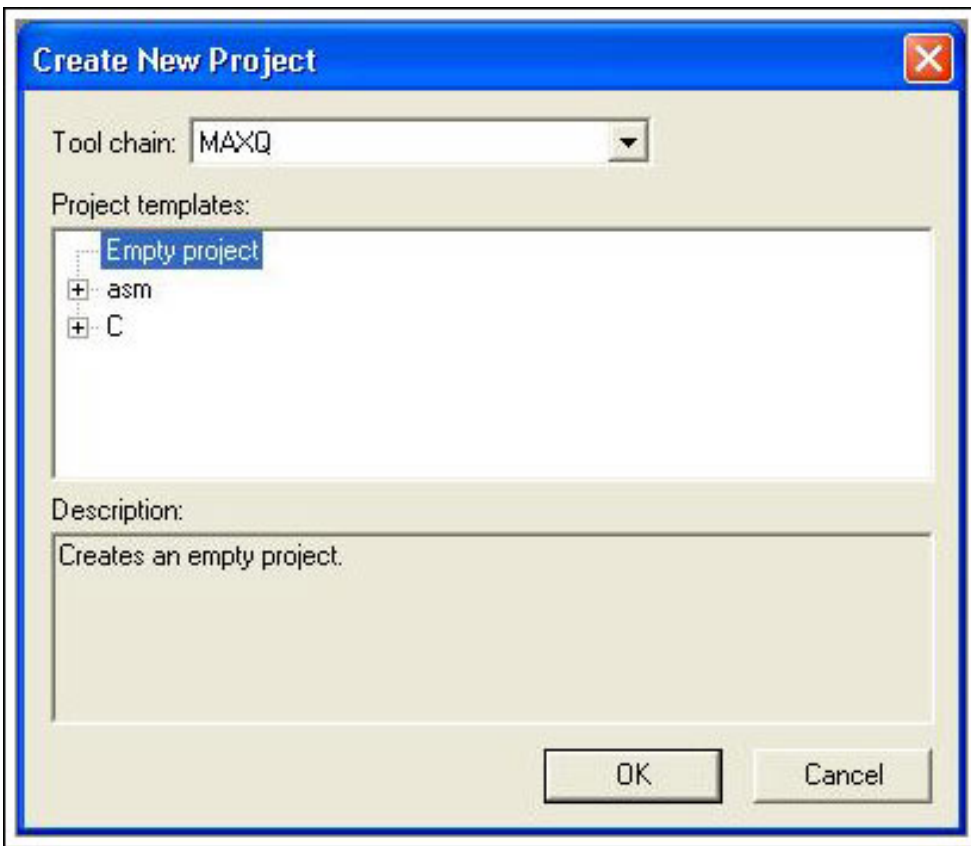 Create New Project
Tool chain: MAXQ
Project templates:
Empty project
asm
C
Description:
Creates an empty project.
OK Cancel